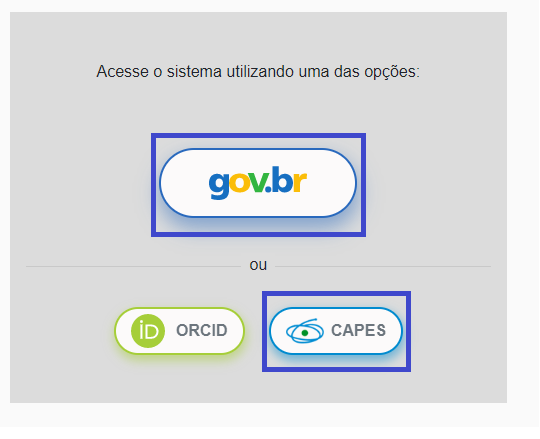 Acesse o sistema utilizando uma das opções:
gov.br
ou
iD ORCID CAPES